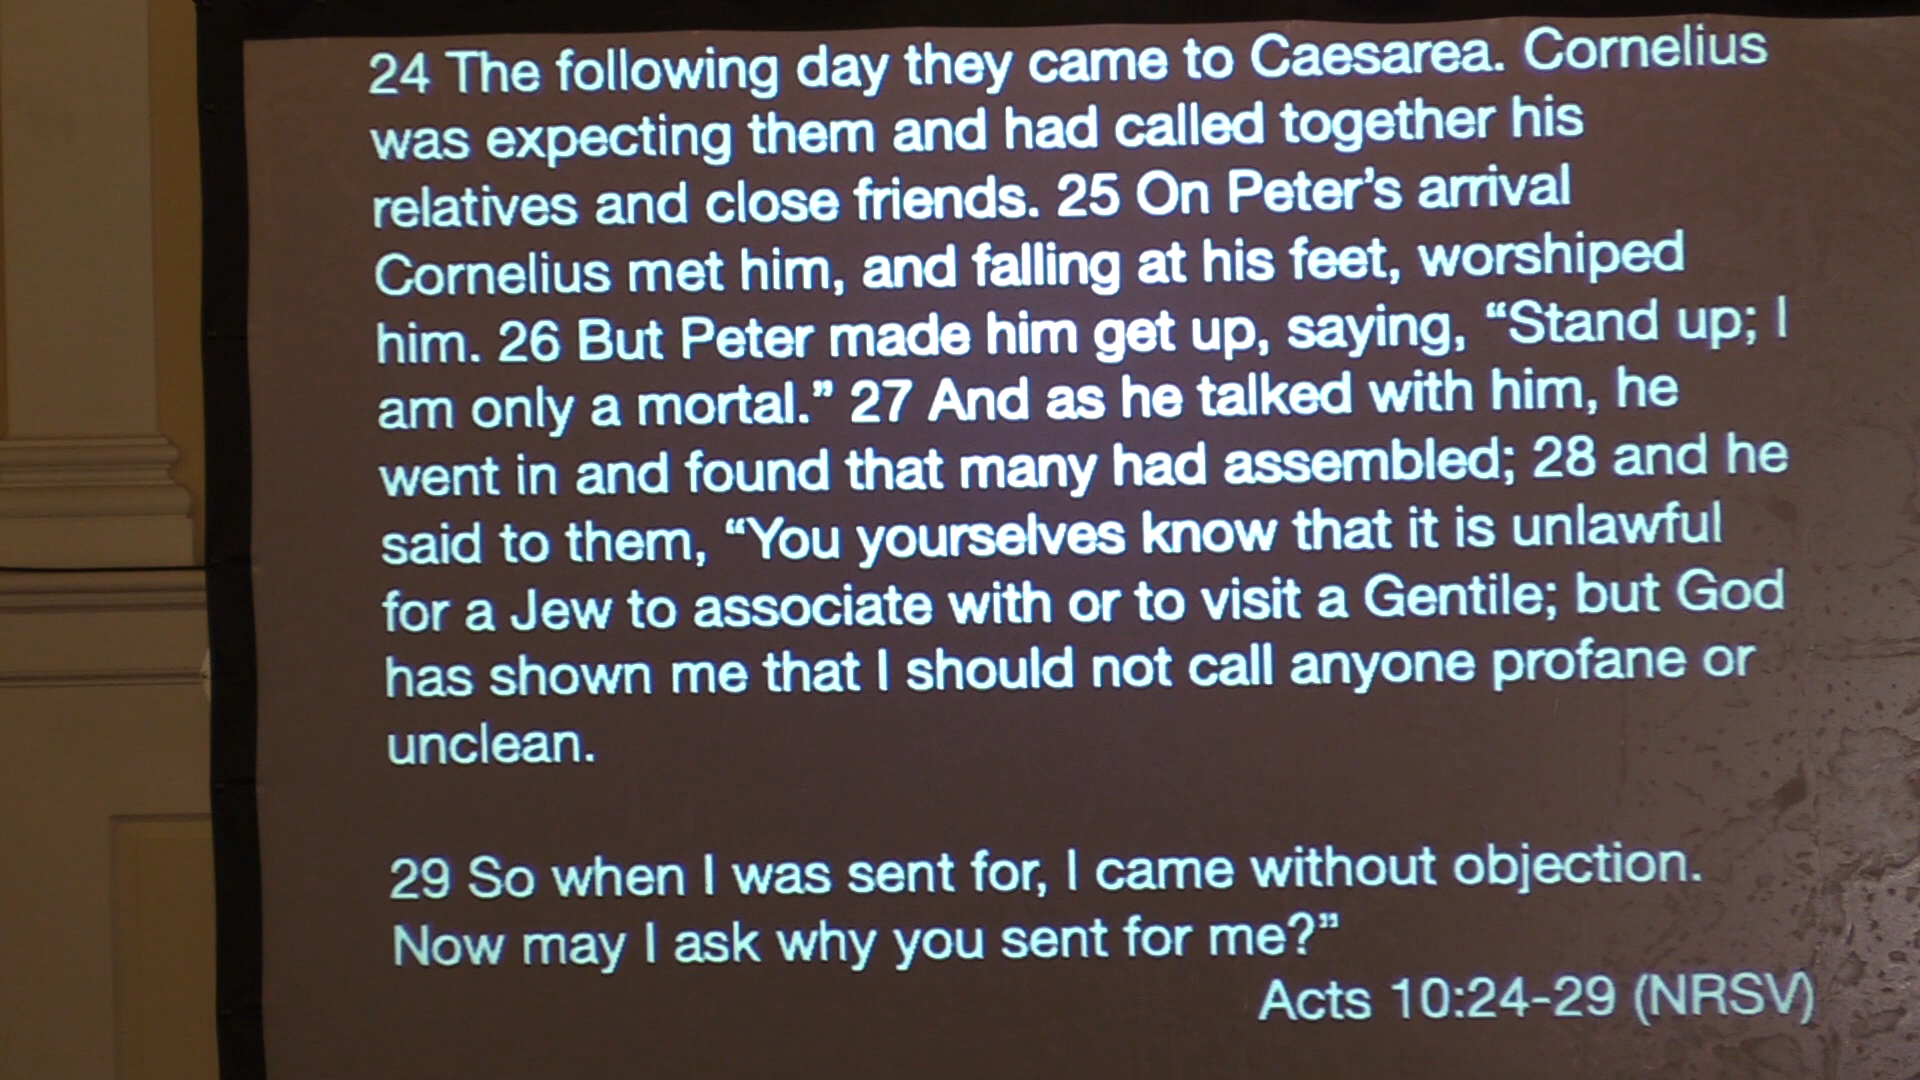 24 The following day they came to Caesarea. Cornelius
was expecting them and had called together his
relatives and close friends. 25 On Peter’s arrival
Cornelius met him, and falling at his feet, worshiped
him. 26 But Peter made him get up, saying, “Stand up; I
am only a mortal.” 27 And as he talked with him, he
went in and found that many had assembled; 28 and he
said to them, “You yourselves know that it is unlawful
for a Jew to associate with or to visit a Gentile; but God
has shown me that I should not call anyone profane or
unclean.
29 So when I was sent for, I came without objection.
Now may I ask why you sent for me?”
Acts 10:24-29 (NRSV)